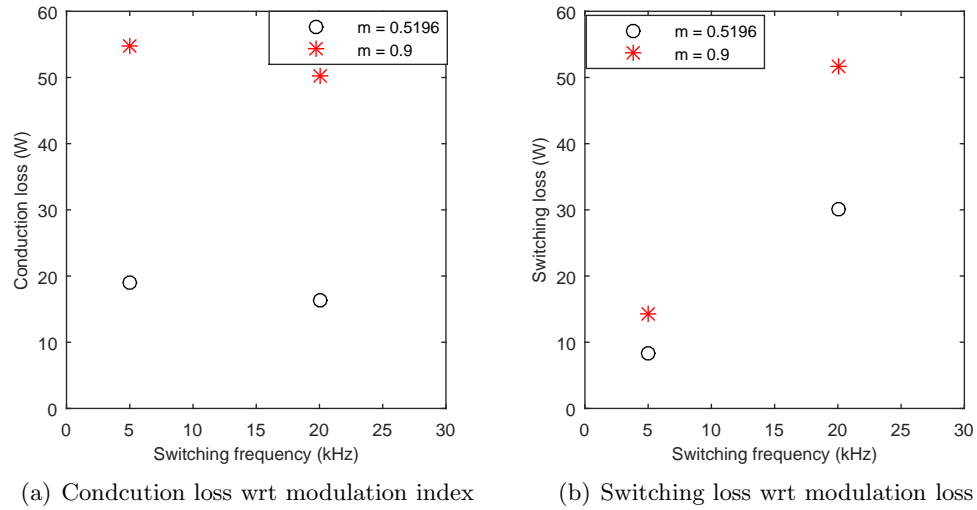 60
50
40
30
20
10
0
Conduction loss (W)
m = 0.5196
m = 0.9
0 5 10 15 20 25 30
Switching frequency (kHz)
(a) Condcution loss wrt modulation index
60
50
40
30
20
10
0
Switching loss (W)
m = 0.5196
m = 0.9
0 5 10 15 20 25 30
Switching frequency (kHz)
(b) Switching loss wrt modulation loss